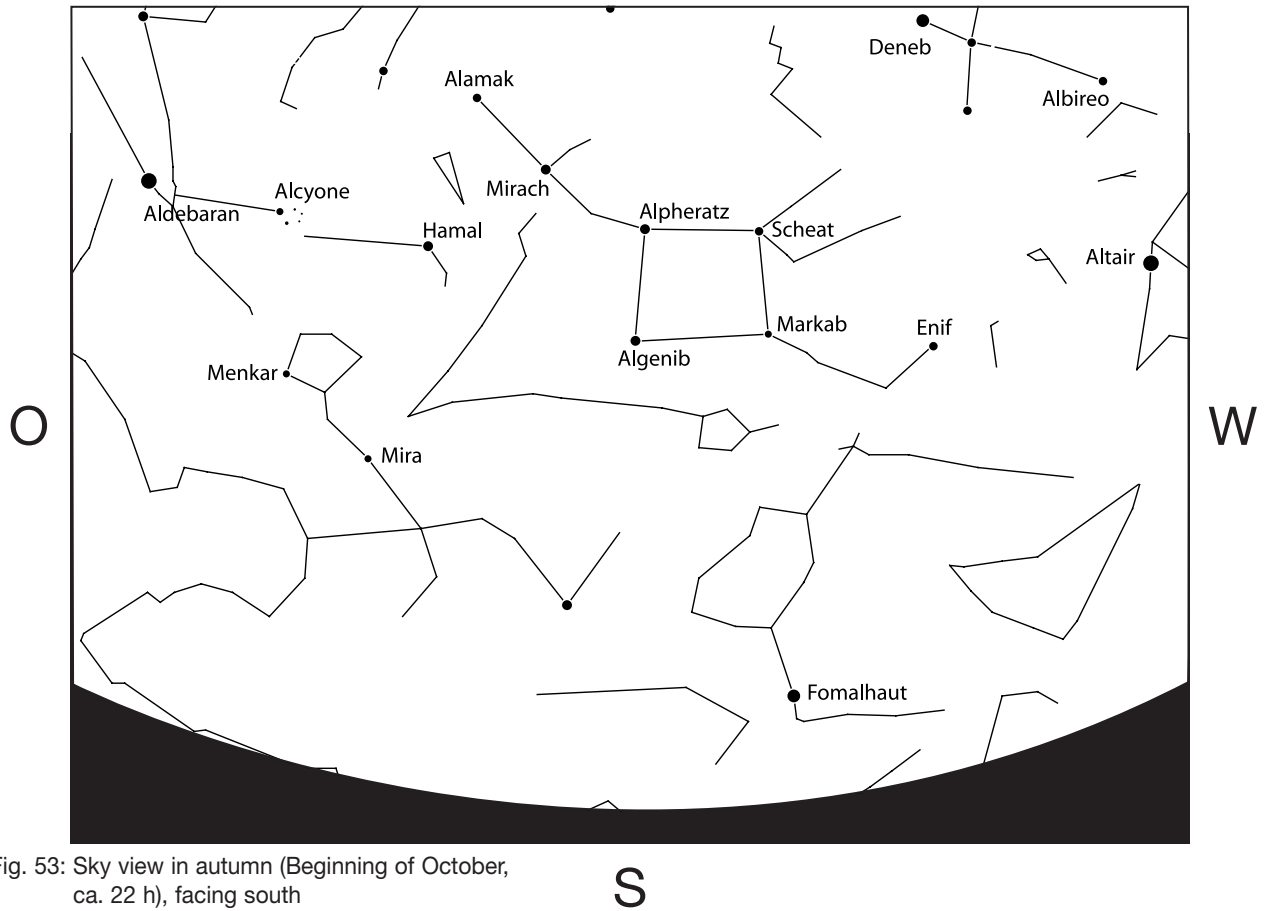 Deneb
Alamak
Albireo
Mirach
Alcyone
Aldebaran
Alpheratz
Hamal
Scheat
Altair
Markab
Enif
Algenib
Menkar
O
W
Mira
Fomalhaut
ig. 53: Sky view in autumn (Beginning of October,
ca. 22 h), facing south
S